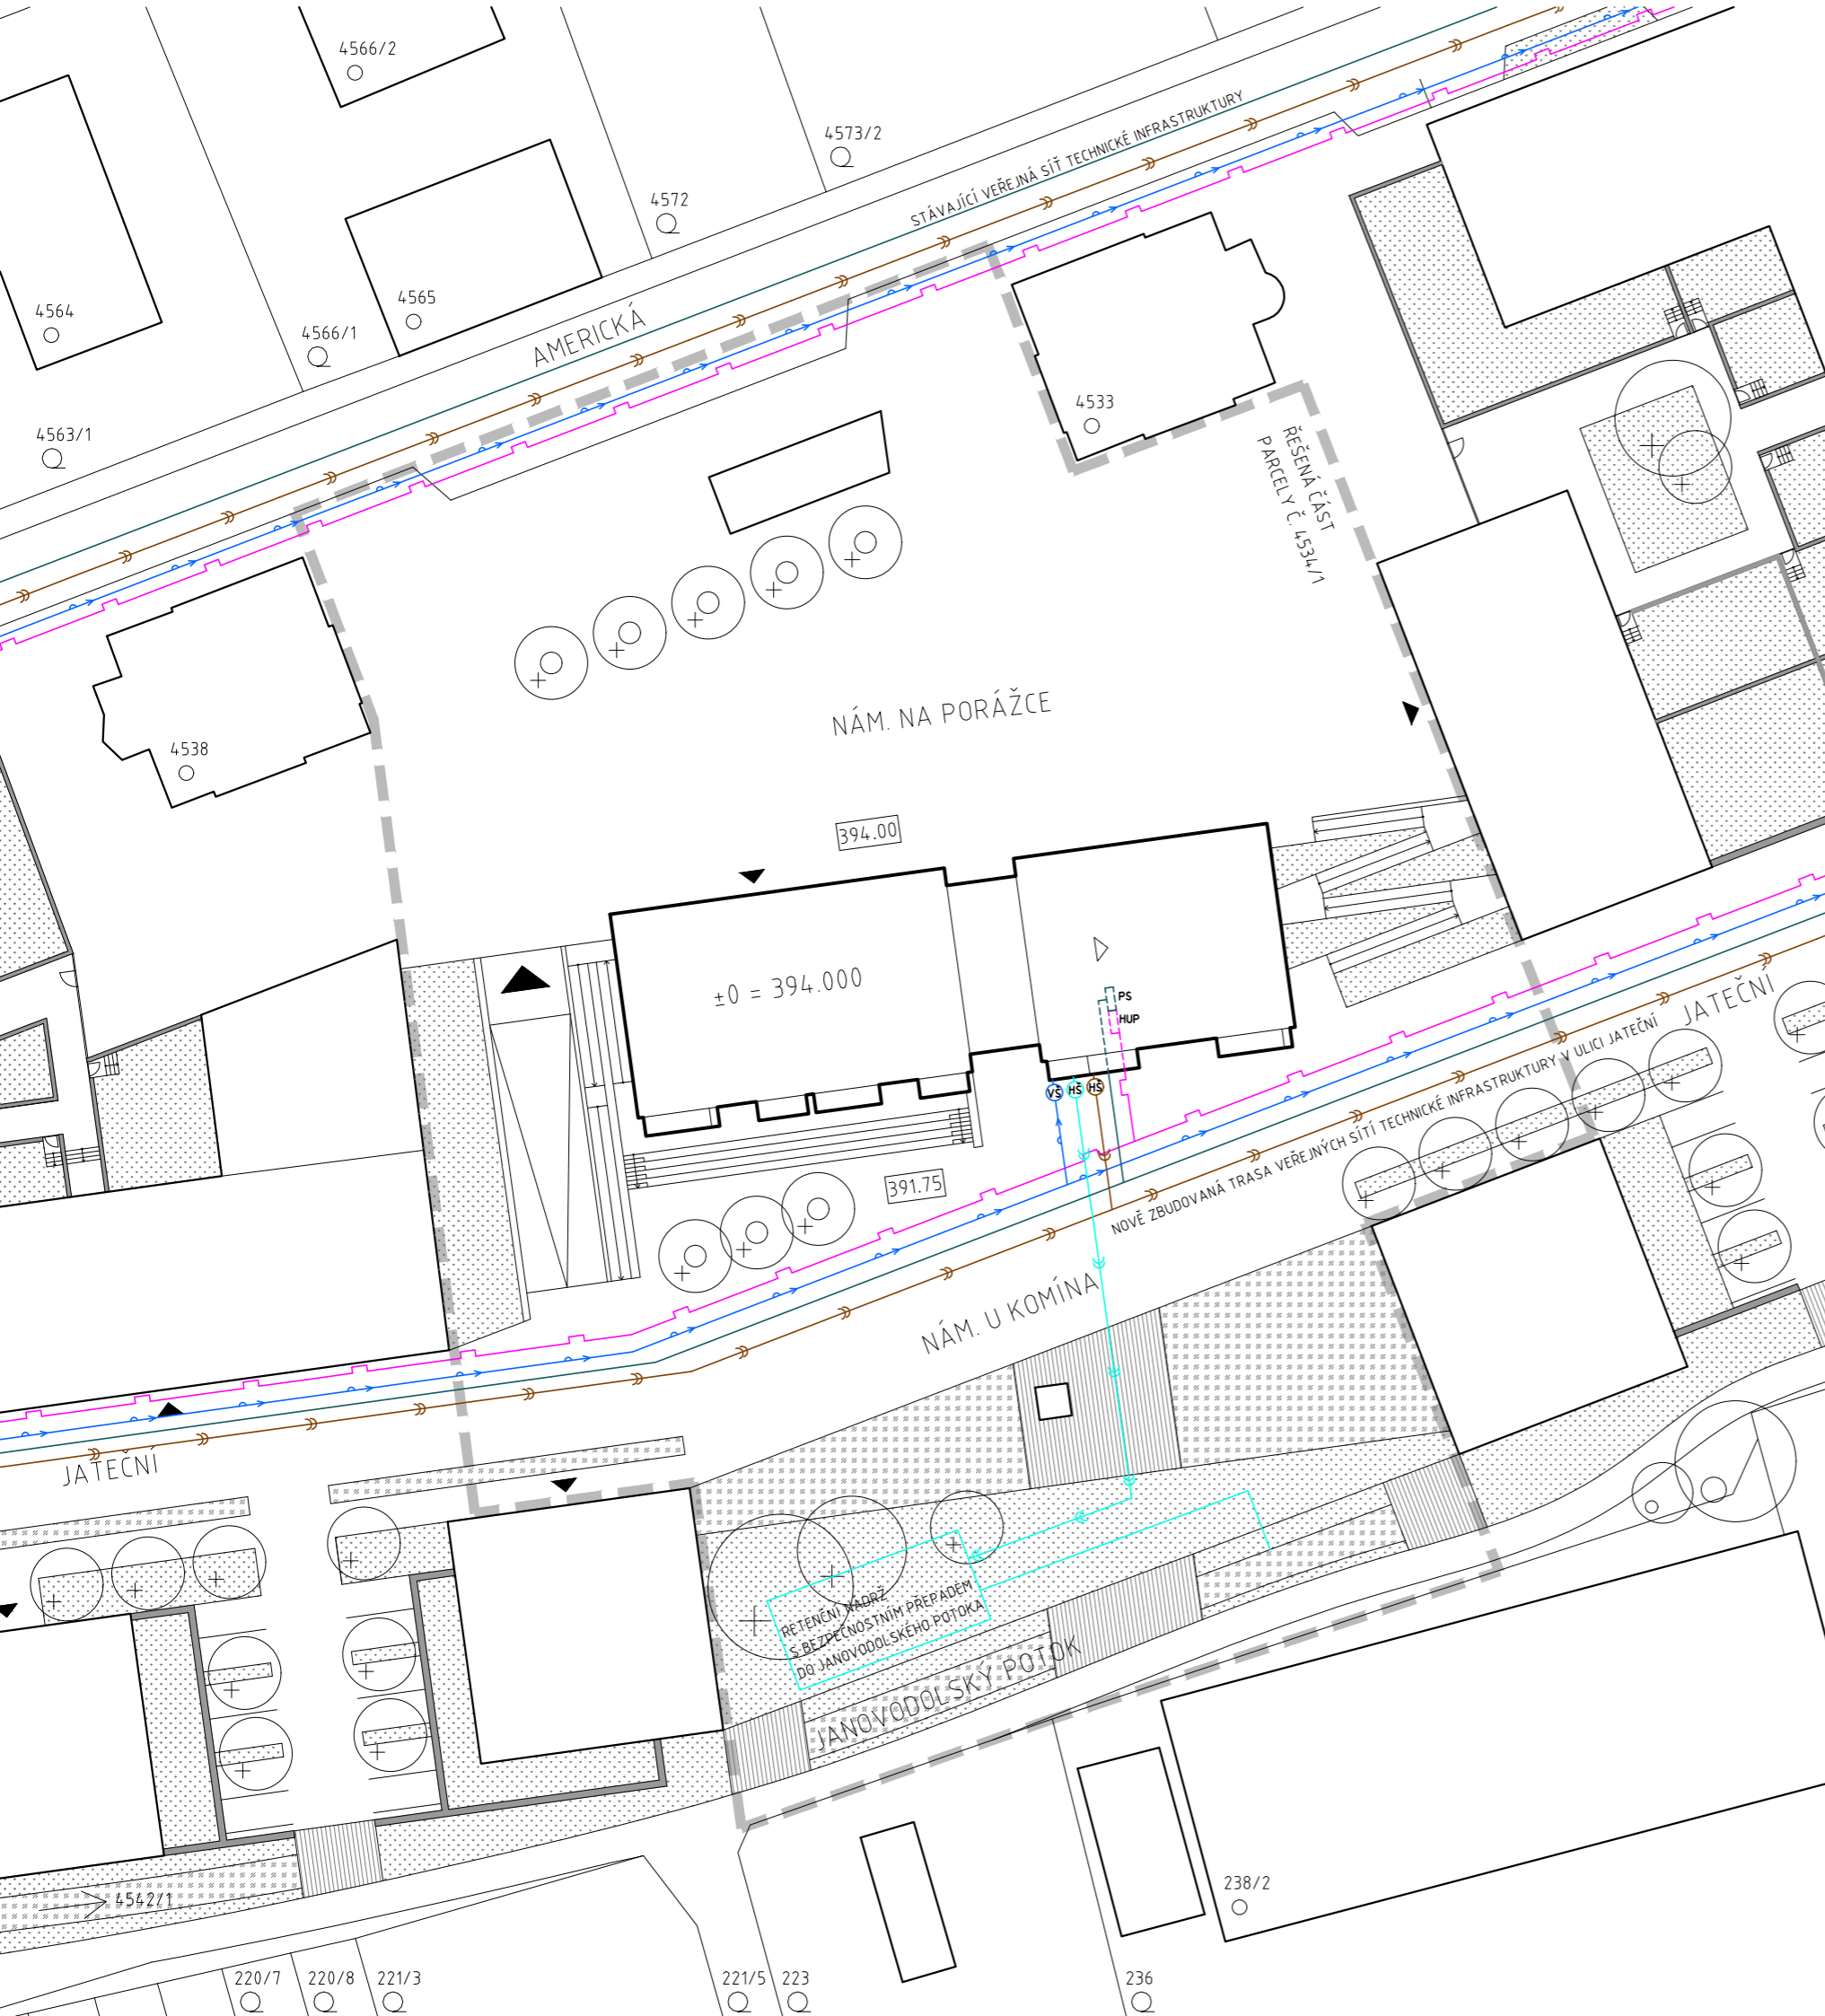 4566/2
4573/2
STÁVAJÍCÍ VEŘEJNÁ SÍŤ TECHNICKÉ INFRASTRUKTURY
4572
4564
4565
4566/1
AMERICKÁ
4533
4563/1
ŘEŠENÁ ČÁST
PARCELY Č. 4534/1
NÁM. NA PORÁŽCE
4538
394.00
±0 = 394.000
PS
HUP
JATEČNÍ
VŠ
HŠ
HŠ
NOVĚ ZBUDOVANÁ TRASA VEŘEJNÝCH SÍTÍ TECHNICKÉ INFRASTRUKTURY V ULICI JATEČNÍ
391.75
NÁM. U KOMÍNA
JATEČNÍ
RETENČNÍ NÁDRŽ
S BEZPEČNOSTNÍM PŘEPADEM
DO JANOVODOLSKÉHO POTOKA
JANOVODOLSKÝ POTOK
4542/1
238/2
220/7
220/8
221/3
221/5
223
236